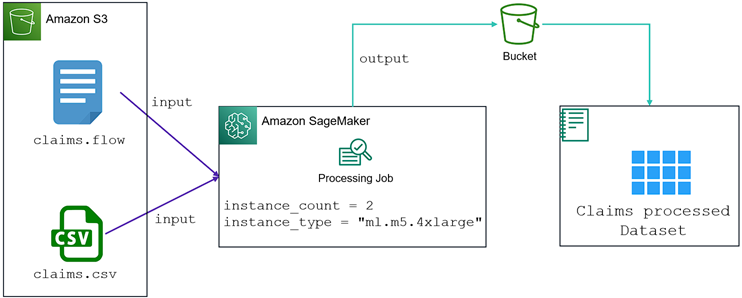 Amazon S3
claims.flow
CSV
claims.csv
input
input
Amazon SageMaker
Processing Job
instance_count = 2
instance_type = "ml.m5.4xlarge"
output
Bucket
Claims processed
Dataset